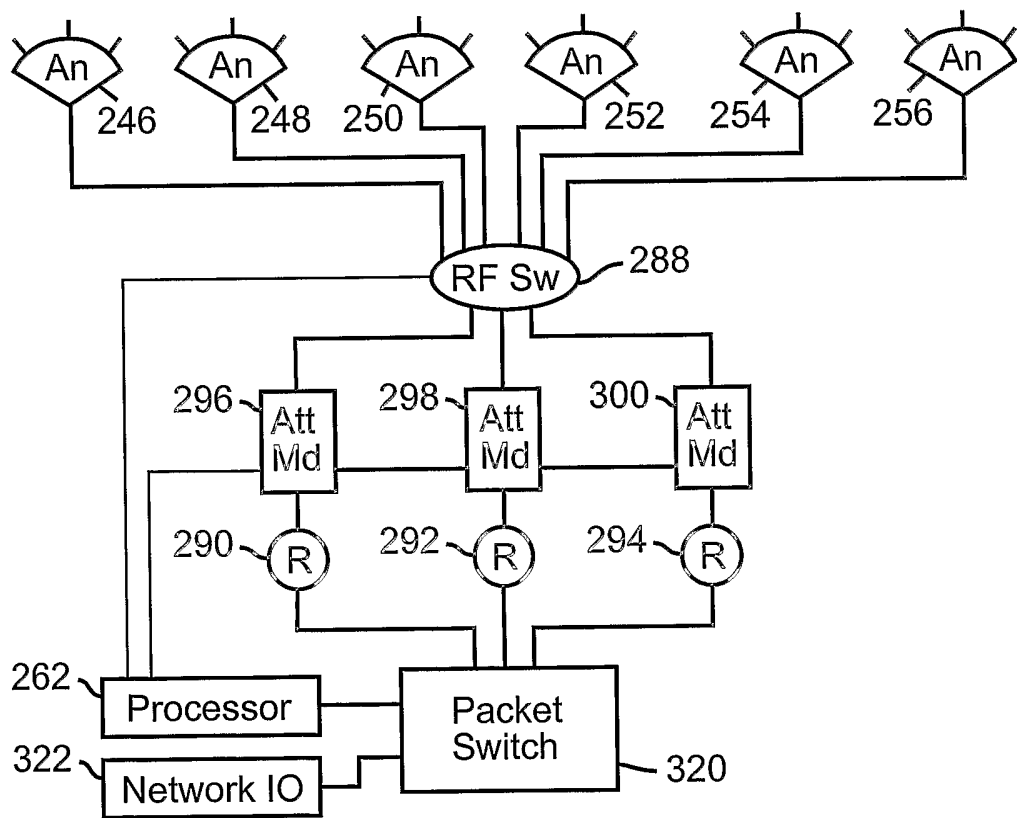 An An An An An An
246 248 250 252 254 256
RF Sw 288
296 298 300
Att Md Att Md Att Md
290 R 292 R 294 R
262
Processor
Packet
Switch
322
Network IO
320